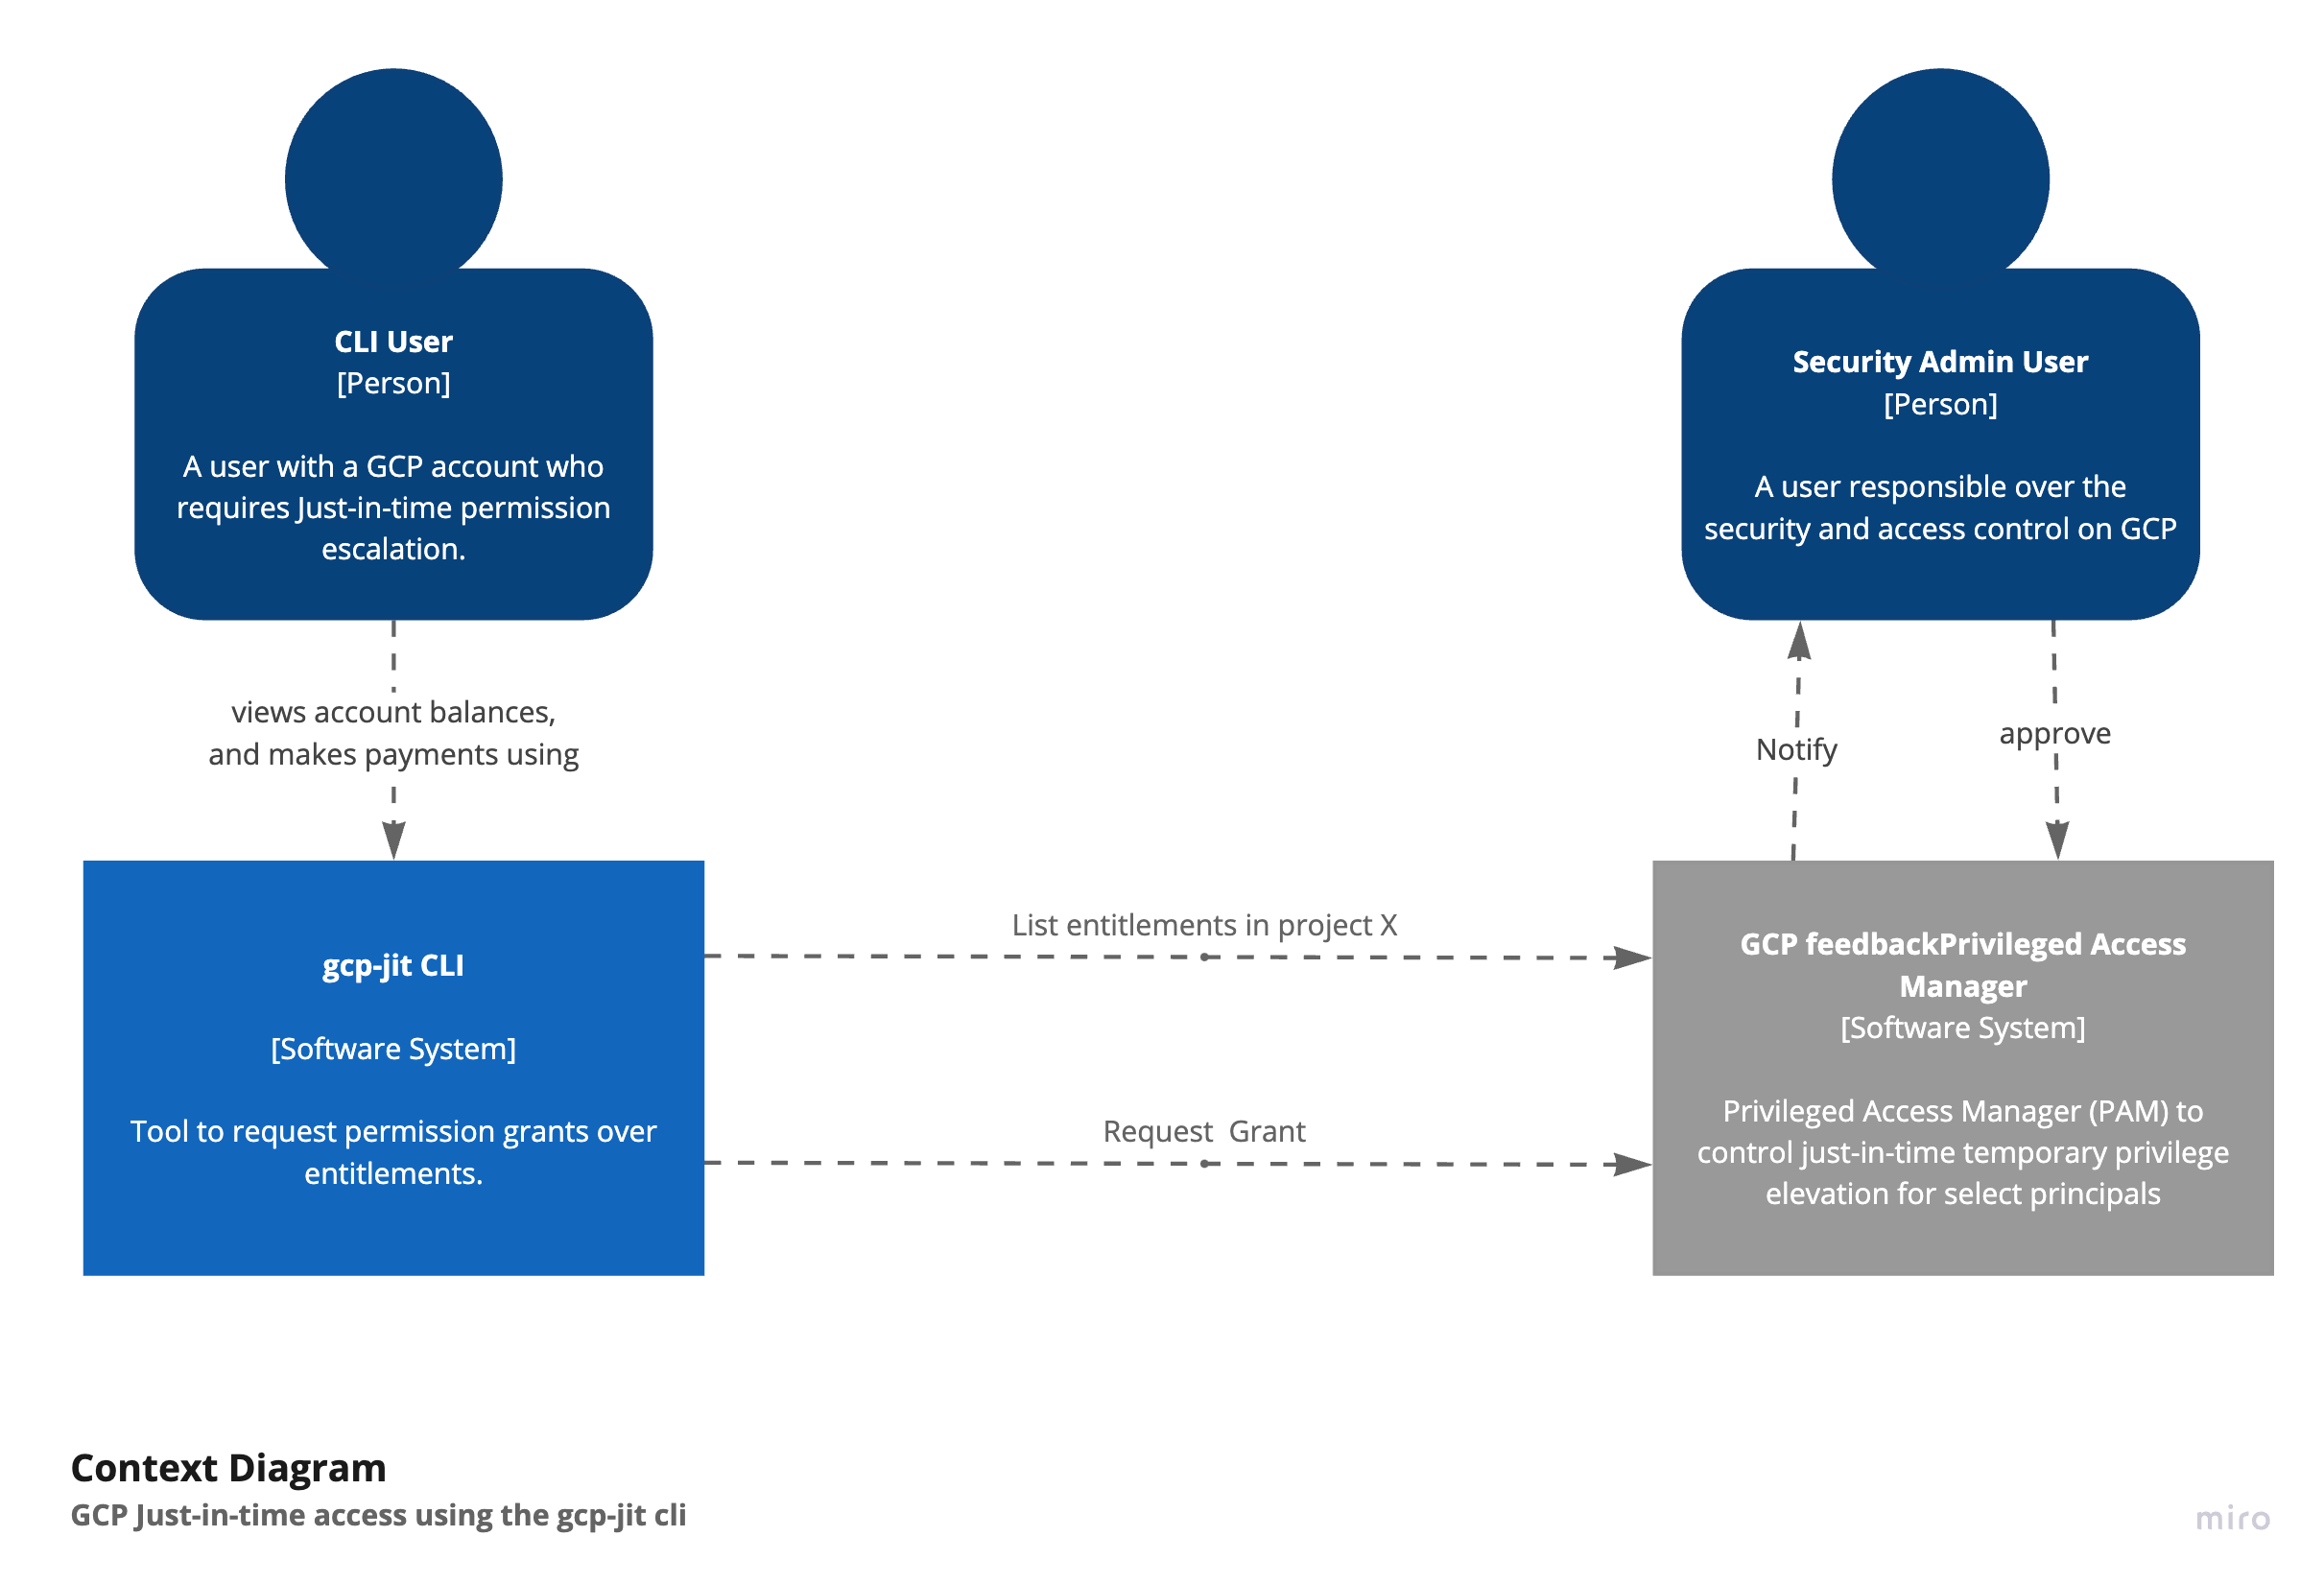 CLI User
[Person]
A user with a GCP account who
requires Just-in-time permission
escalation.
Security Admin User
[Person]
A user responsible over the
security and access control on GCP
views account balances,
and makes payments using
Notify
approve
gcp-jit CLI
[Software System]
Tool to request permission grants over
entitlements.
List entitlements in project X
Request  Grant
GCP feedbackPrivileged Access
Manager
[Software System]
Privileged Access Manager (PAM) to
control just-in-time temporary privilege
elevation for select principals
Context Diagram
GCP Just-in-time access using the gcp-jit cli
miro